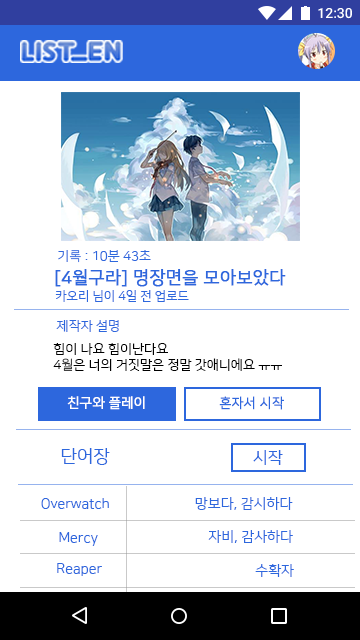 12:30
LIST_EN
기록 : 10분 43초
[4월구라] 명장면을 모아보았다
카오리 님이 4일 전 업로드
제작자 설명
힘이 나요 힘이난다요
4월은 너의 거짓말은 정말 갓애니에요 ㅠㅠ
친구와 플레이 혼자서 시작
단어장 시작
Overwatch 망보다, 감시하다
Mercy 자비, 감사하다
Reaper 수확자